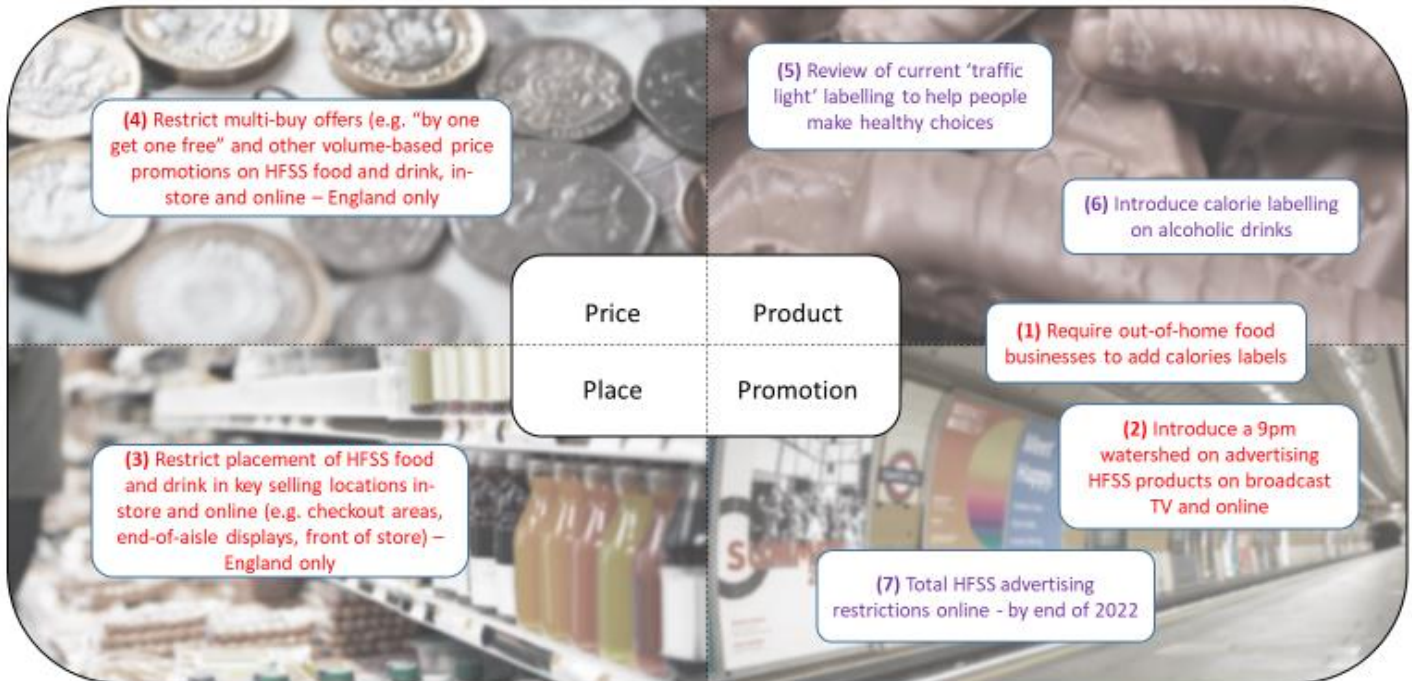 (4) Restrict multi-buy offers (e.g. “by one
get one free” and other volume-based price
promotions on HFSS food and drink, in-
store and online – England only
(5) Review of current ‘traffic
light’ labelling to help people
make healthy choices
(6) Introduce calorie labelling
on alcoholic drinks
Price
Product
(1) Require out-of-home food
businesses to add calories labels
Place
Promotion
(3) Restrict placement of HFSS food
and drink in key selling locations in-
store and online (e.g. checkout areas,
end-of-aisle displays, front of store) –
England only
(2) Introduce a 9pm
watershed on advertising
HFSS products on broadcast
TV and online
(7) Total HFSS advertising
restrictions online - by end of 2022